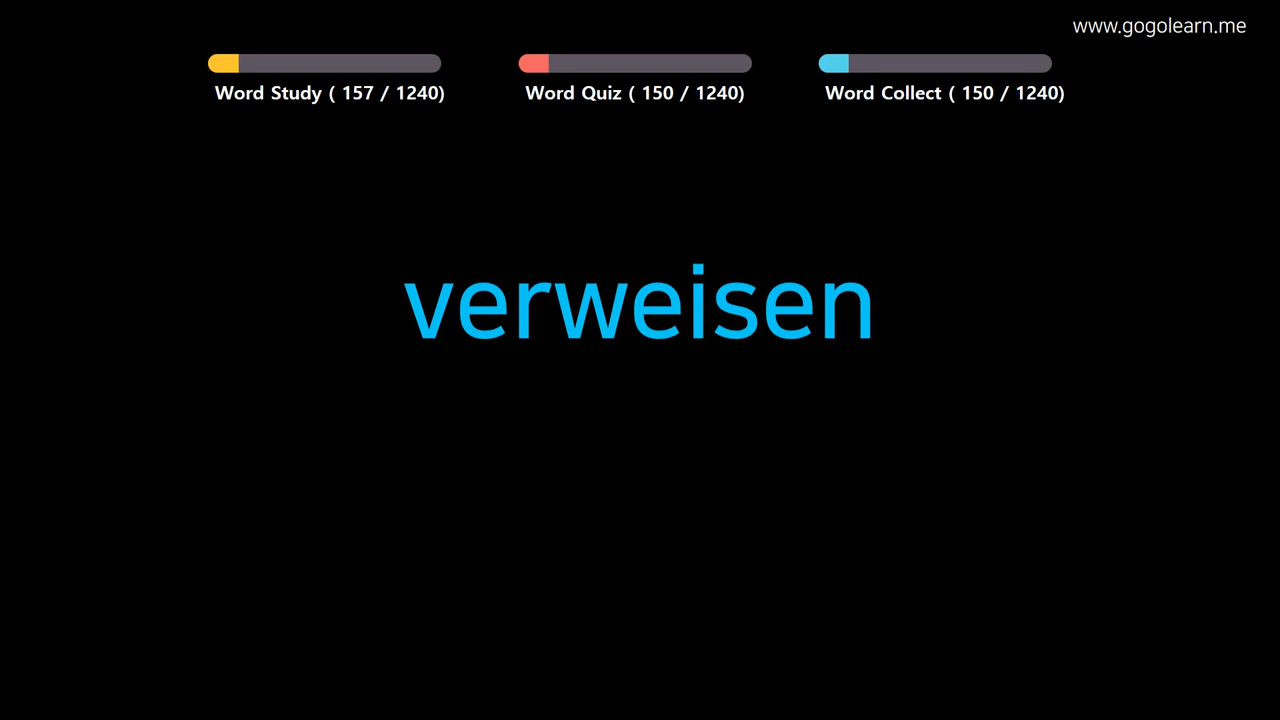 www.gogolearn.me
Word Study ( 157 / 1240)
Word Quiz ( 150 / 1240)
Word Collect ( 150 / 1240)
verweisen